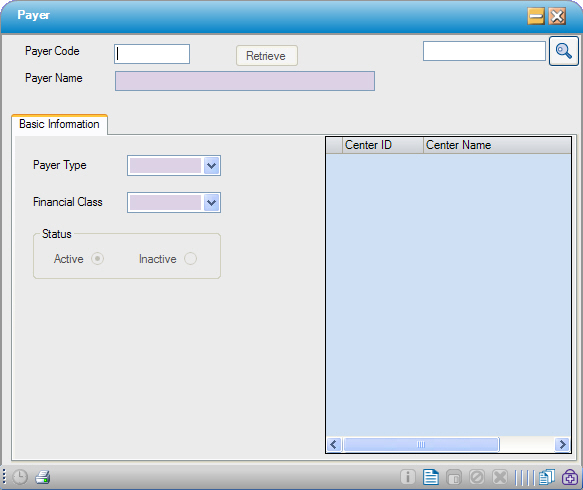 Payer
Payer Code
Retrieve
Payer Name
Basic Information
Payer Type
Financial Class
Status
Active
Inactive
Center ID
Center Name